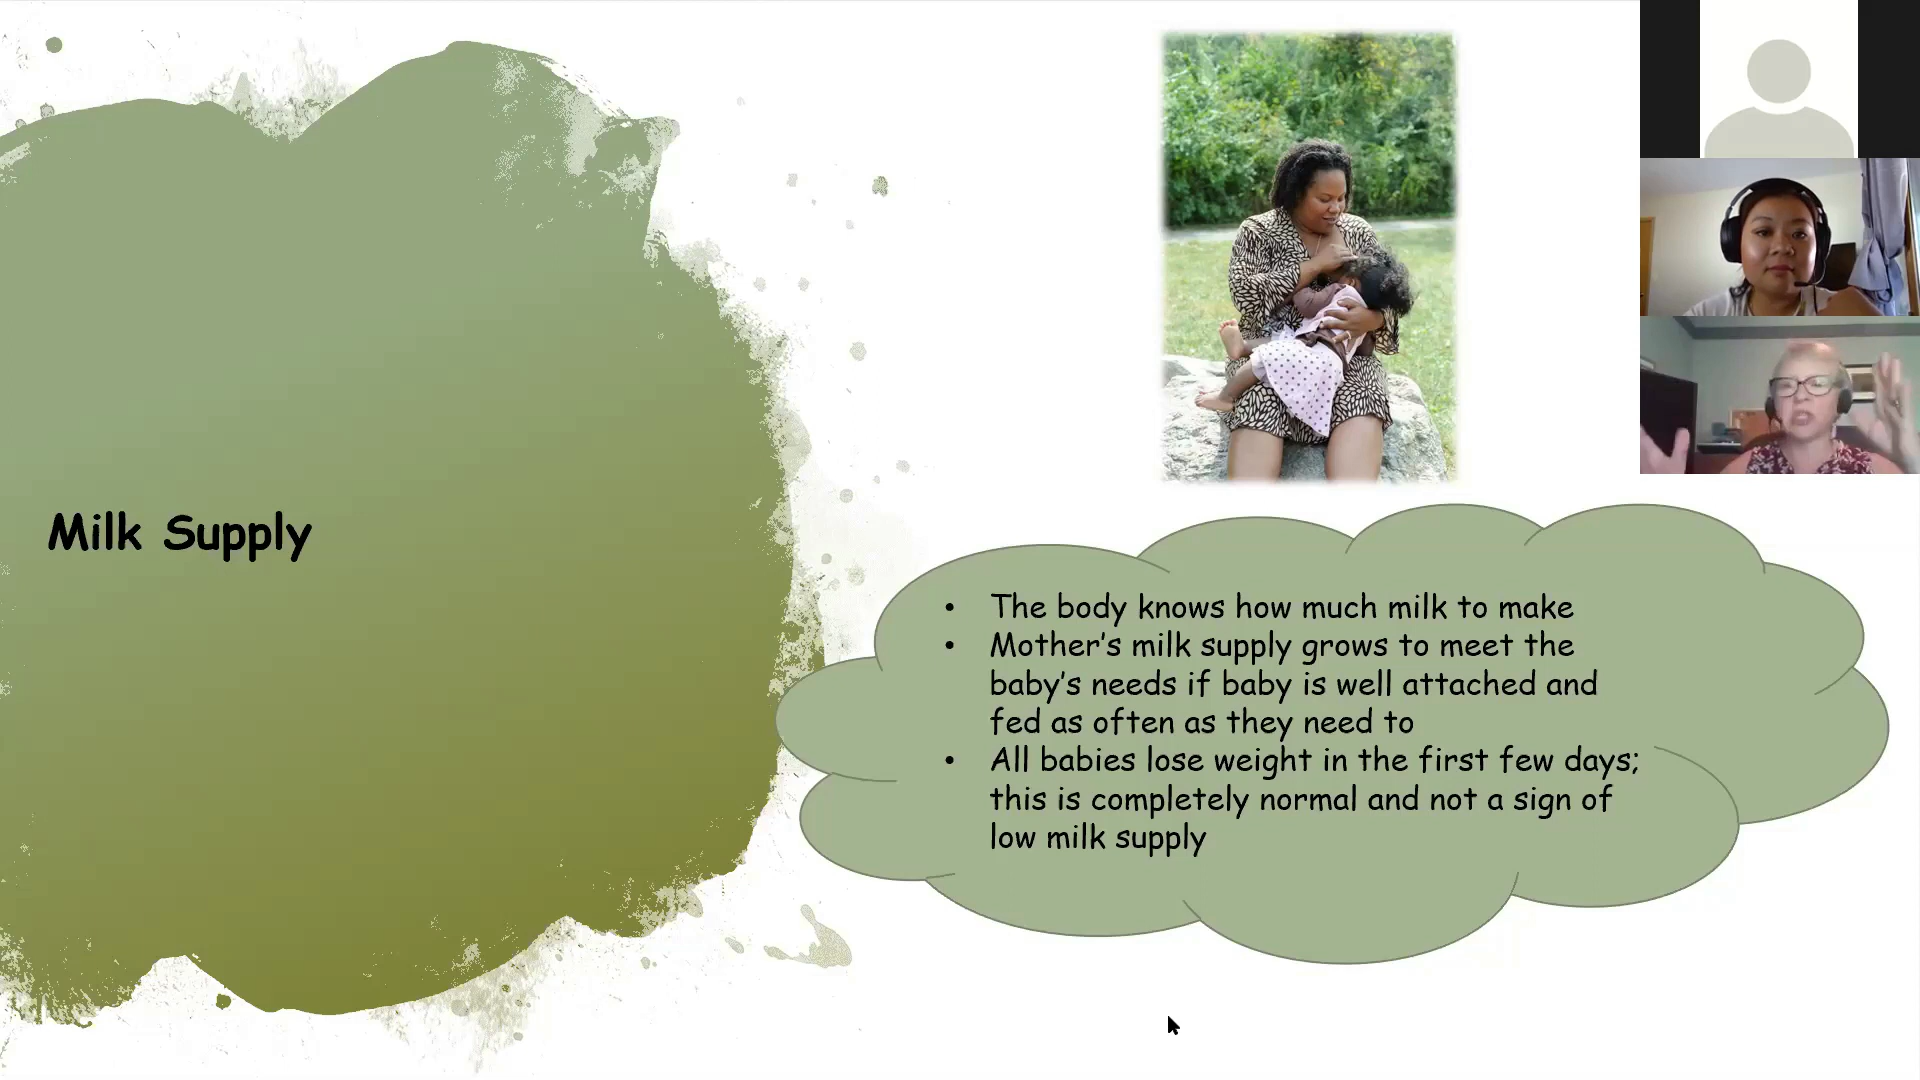 Milk Supply
• The body knows how much milk to make
• Mother's milk supply grows to meet the
baby's needs if baby is well attached and
fed as often as they need to
• All babies lose weight in the first few days;
this is completely normal and not a sign of
low milk supply